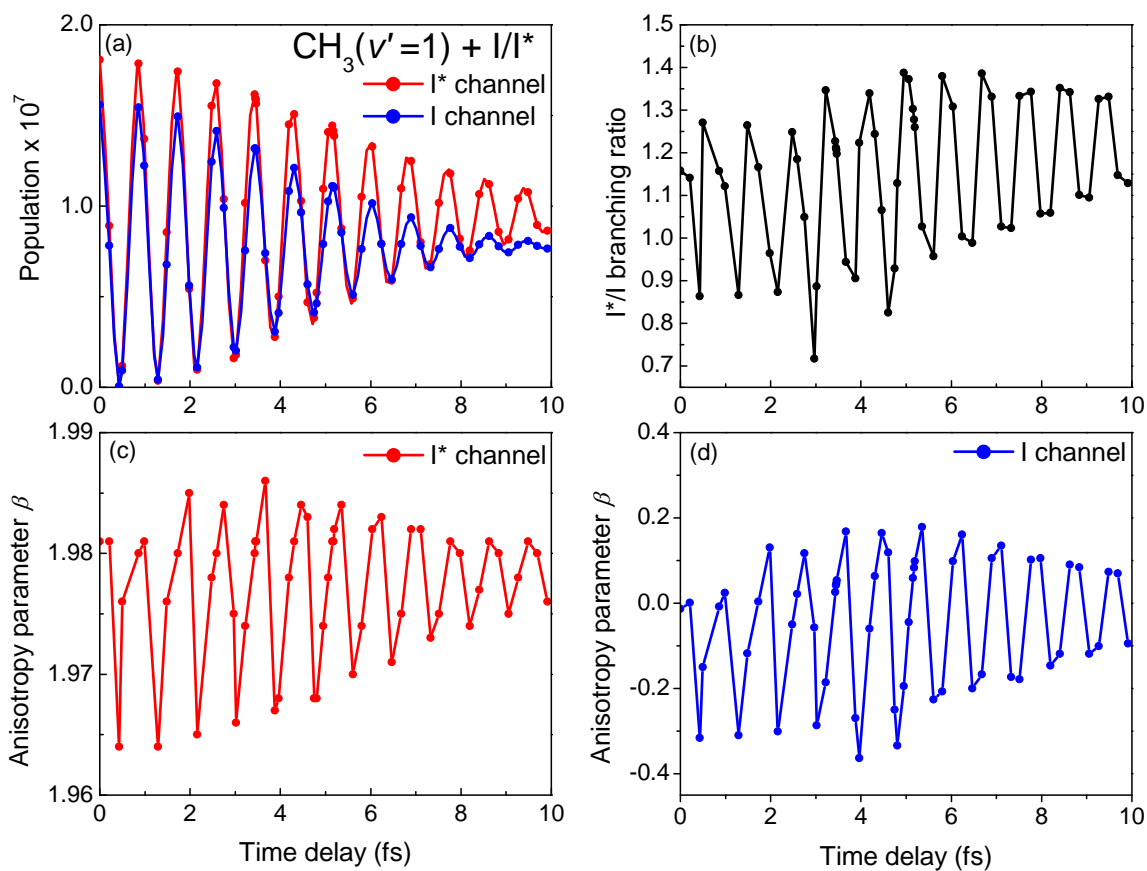 (a)
CH₃(v′=1) + I/I*
I* channel
I channel
2.0
1.0
0.0
Population x 10⁷
0 2 4 6 8 10
(b)
1.5
1.4
1.3
1.2
1.1
1.0
0.9
0.8
0.7
I*/I branching ratio
0 2 4 6 8 10
(c)
I* channel
1.99
1.98
1.97
1.96
Anisotropy parameter β
0 2 4 6 8 10
Time delay (fs)
(d)
I channel
0.4
0.2
0.0
-0.2
-0.4
Anisotropy parameter β
0 2 4 6 8 10
Time delay (fs)